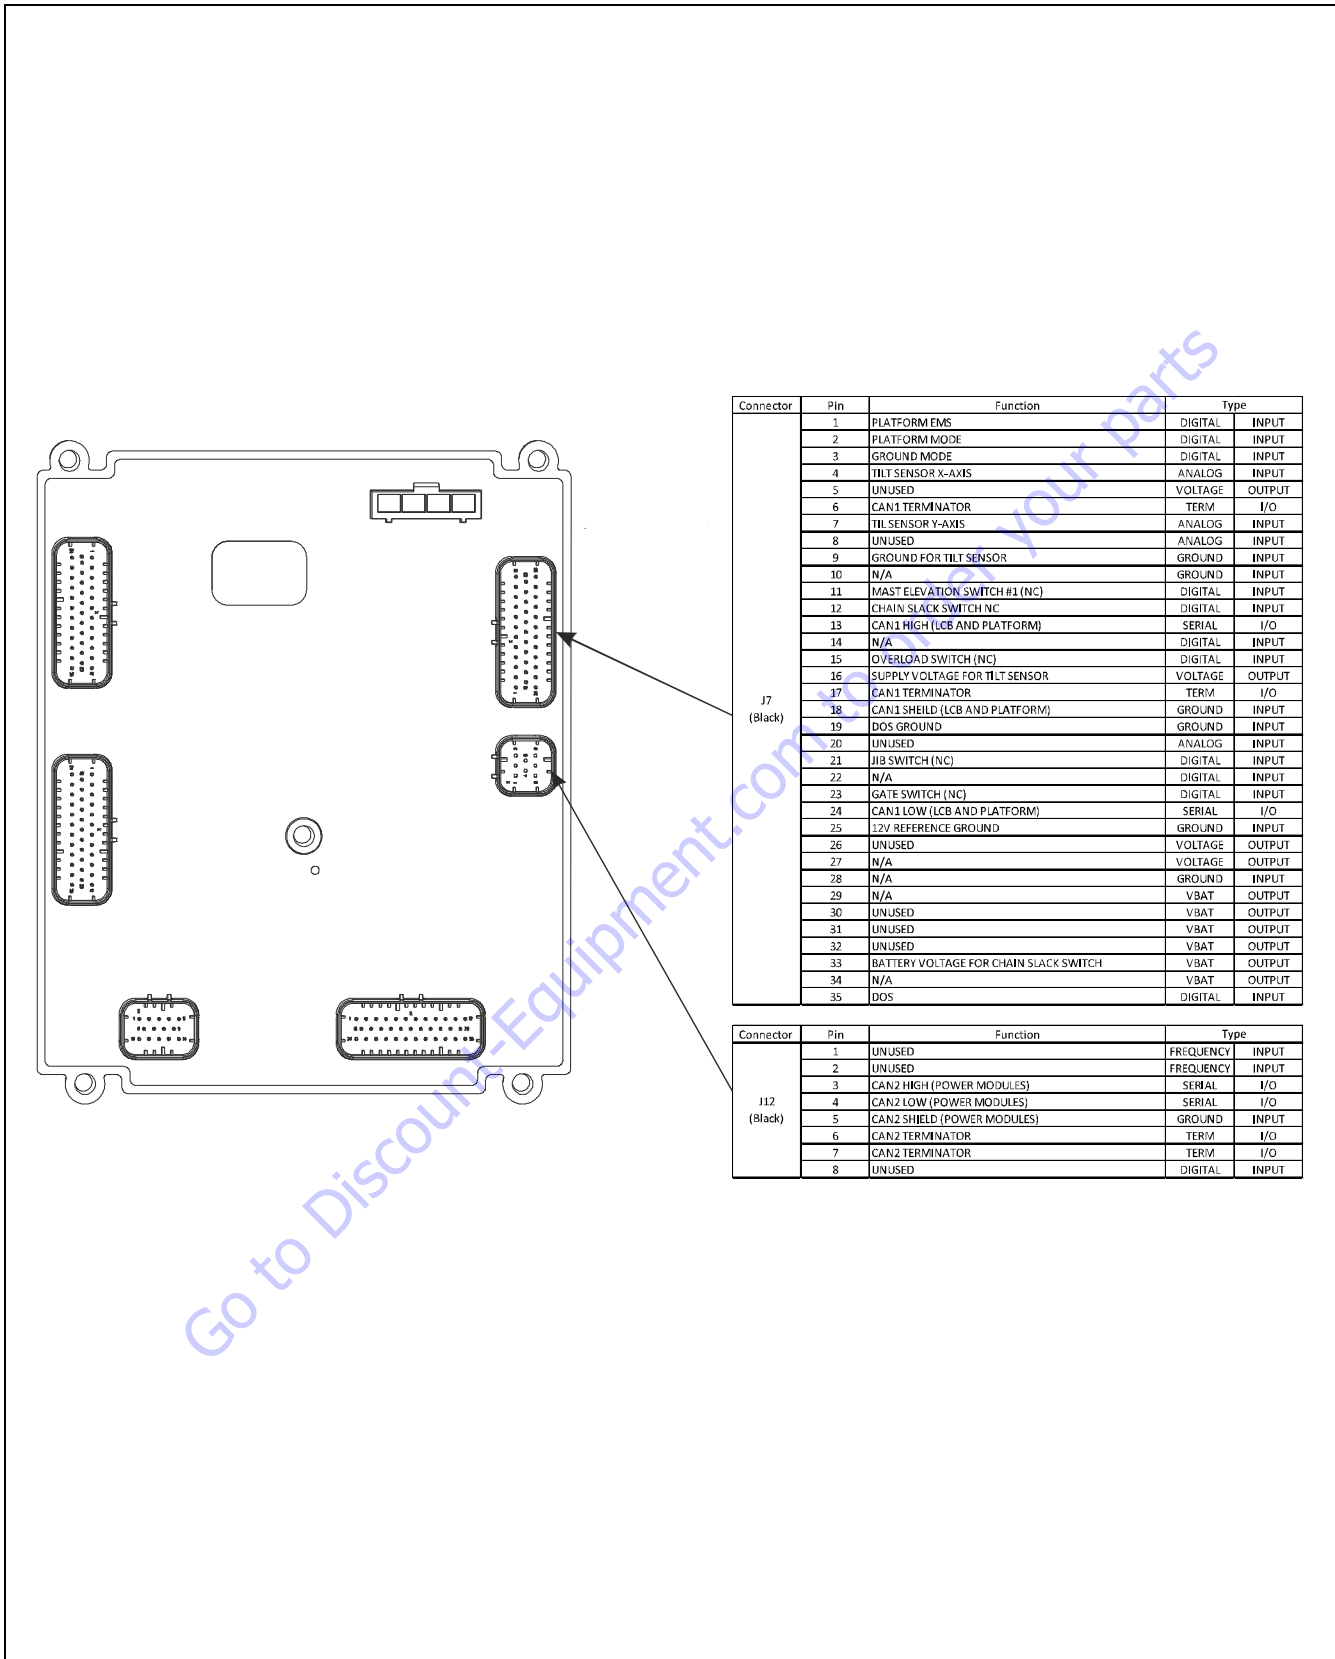 Connector Pin Function Type
J7
(Black)
1 PLATFORM EMS DIGITAL INPUT
2 PLATFORM MODE DIGITAL INPUT
3 GROUND MODE DIGITAL INPUT
4 TILT SENSOR X-AXIS ANALOG INPUT
5 UNUSED VOLTAGE OUTPUT
6 CAN1 TERMINATOR TERM I/O
7 TIL SENSOR Y-AXIS ANALOG INPUT
8 UNUSED ANALOG INPUT
9 GROUND FOR TILT SENSOR GROUND INPUT
10 N/A GROUND INPUT
11 MAST ELEVATION SWITCH #1 (NC) DIGITAL INPUT
12 CHAIN SLACK SWITCH NC DIGITAL INPUT
13 CAN1 HIGH (LCB AND PLATFORM) SERIAL I/O
14 N/A DIGITAL INPUT
15 OVERLOAD SWITCH (NC) DIGITAL INPUT
16 SUPPLY VOLTAGE FOR TILT SENSOR VOLTAGE OUTPUT
17 CAN1 TERMINATOR TERM I/O
18 CAN1 SHEILD (LCB AND PLATFORM) GROUND INPUT
19 DOS GROUND GROUND INPUT
20 UNUSED ANALOG INPUT
21 JIB SWITCH (NC) DIGITAL INPUT
22 N/A DIGITAL INPUT
23 GATE SWITCH (NC) DIGITAL INPUT
24 CAN1 LOW (LCB AND PLATFORM) SERIAL I/O
25 12V REFERENCE GROUND GROUND INPUT
26 UNUSED VOLTAGE OUTPUT
27 N/A VOLTAGE OUTPUT
28 N/A GROUND INPUT
29 N/A VBAT OUTPUT
30 UNUSED VBAT OUTPUT
31 UNUSED VBAT OUTPUT
32 UNUSED VBAT OUTPUT
33 BATTERY VOLTAGE FOR CHAIN SLACK SWITCH VBAT OUTPUT
34 N/A VBAT OUTPUT
35 DOS DIGITAL INPUT
Connector Pin Function Type
J12
(Black)
1 UNUSED FREQUENCY INPUT
2 UNUSED FREQUENCY INPUT
3 CAN2 HIGH (POWER MODULES) SERIAL I/O
4 CAN2 LOW (POWER MODULES) SERIAL I/O
5 CAN2 SHIELD (POWER MODULES) GROUND INPUT
6 CAN2 TERMINATOR TERM I/O
7 CAN2 TERMINATOR TERM I/O
8 UNUSED DIGITAL INPUT
Go to Discount-Equipment.com to order your parts